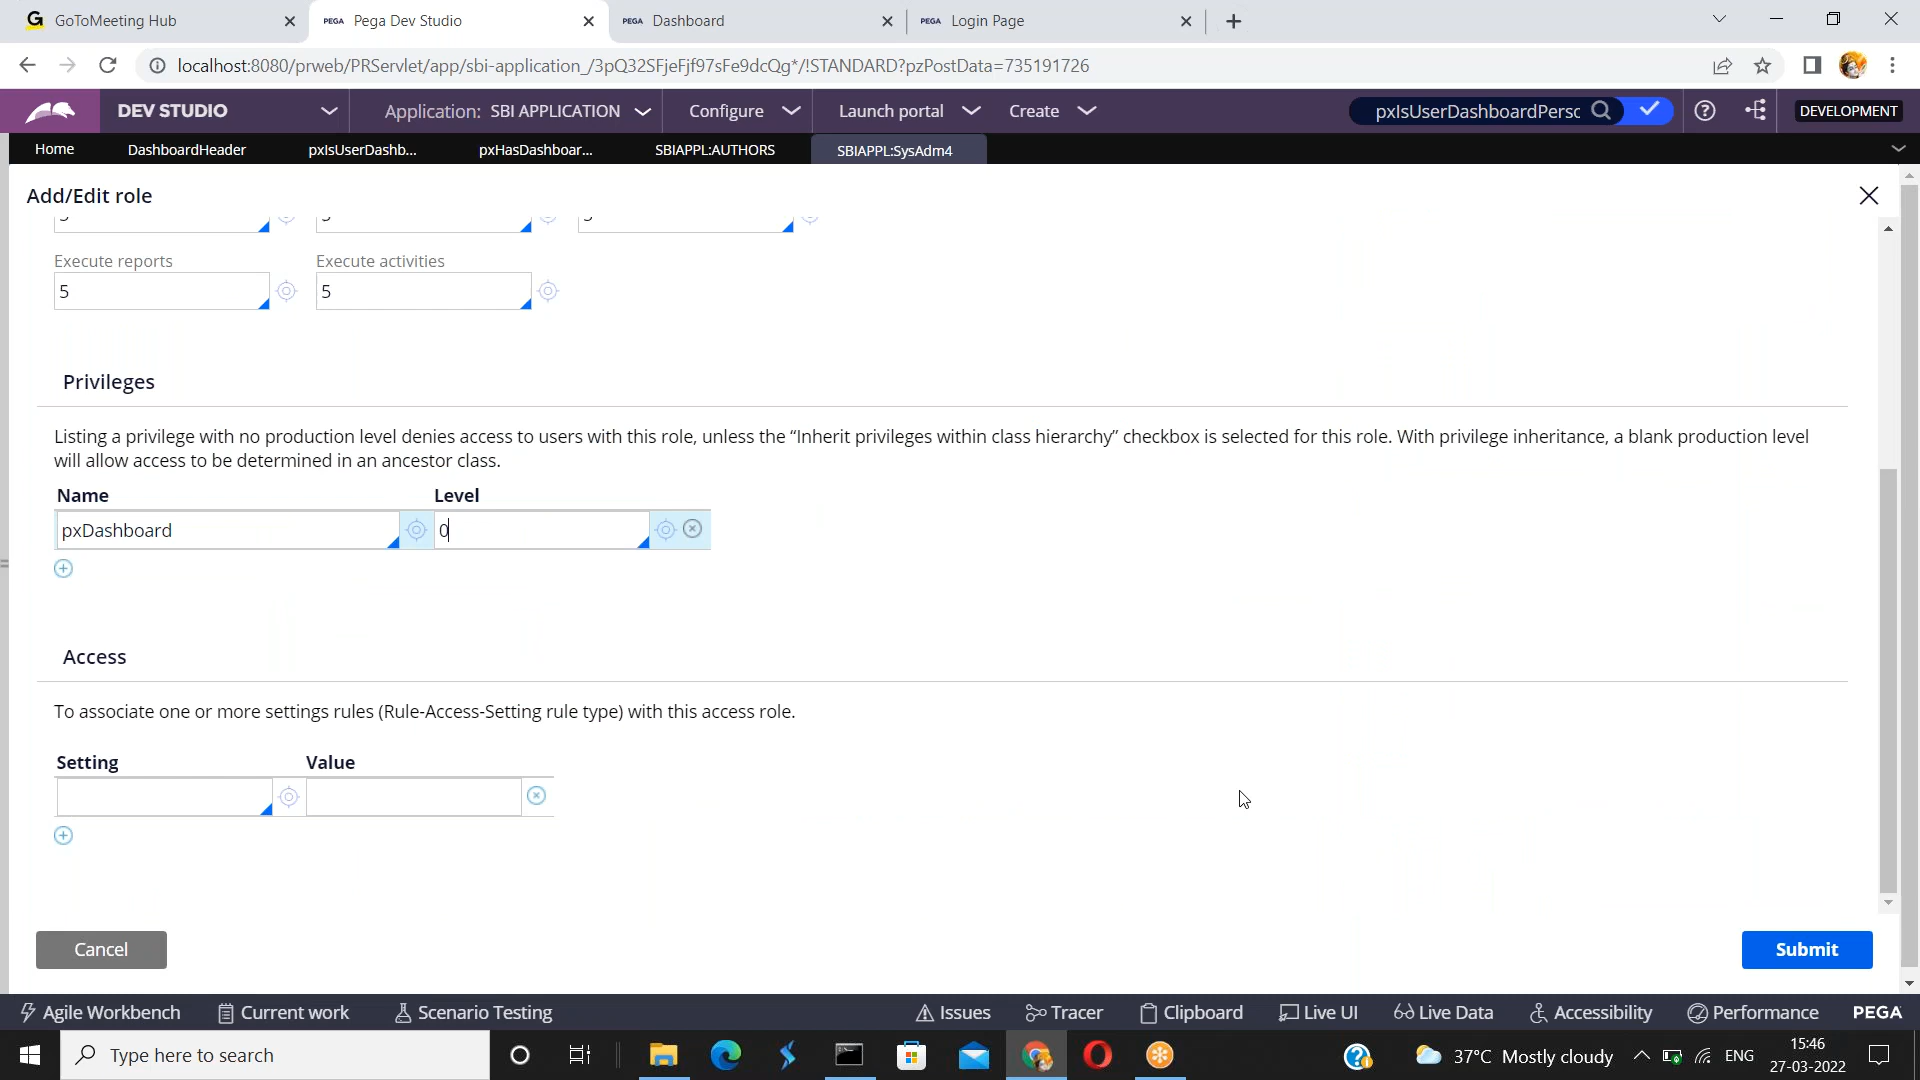 GoToMeeting Hub
PEGA Pega Dev Studio
PEGA Dashboard
PEGA Login Page
localhost:8080/prweb/PRServlet/app/sbi-application_/3pQ32SFjeFjf97sFe9dcQg*/!STANDARD?pzPostData=735191726
DEV STUDIO
Application: SBI APPLICATION
Configure
Launch portal
Create
pxIsUserDashboardPersc
DEVELOPMENT
Home
DashboardHeader
pxIsUserDashb...
pxHasDashboar...
SBIAPPL:AUTHORS
SBIAPPL:SysAdm4
Add/Edit role
Execute reports
Execute activities
5
5
Privileges
Listing a privilege with no production level denies access to users with this role, unless the “Inherit privileges within class hierarchy” checkbox is selected for this role. With privilege inheritance, a blank production level
will allow access to be determined in an ancestor class.
Name
Level
pxDashboard
0
Access
To associate one or more settings rules (Rule-Access-Setting rule type) with this access role.
Setting
Value
Cancel
Submit
Agile Workbench
Current work
Scenario Testing
Issues
Tracer
Clipboard
Live UI
Live Data
Accessibility
Performance
PEGA
Type here to search
37°C Mostly cloudy
ENG
15:46
27-03-2022